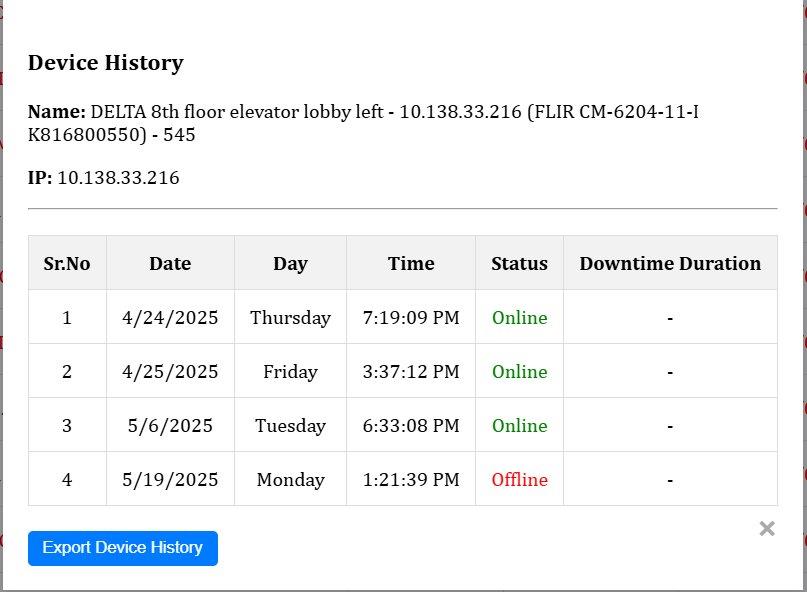 Device History
Name: DELTA 8th floor elevator lobby left - 10.138.33.216 (FLIR CM-6204-11-I
K816800550) - 545
IP: 10.138.33.216
Sr.No Date Day Time Status Downtime Duration
1 4/24/2025 Thursday 7:19:09 PM Online -
2 4/25/2025 Friday 3:37:12 PM Online -
3 5/6/2025 Tuesday 6:33:08 PM Online -
4 5/19/2025 Monday 1:21:39 PM Offline -
×
Export Device History